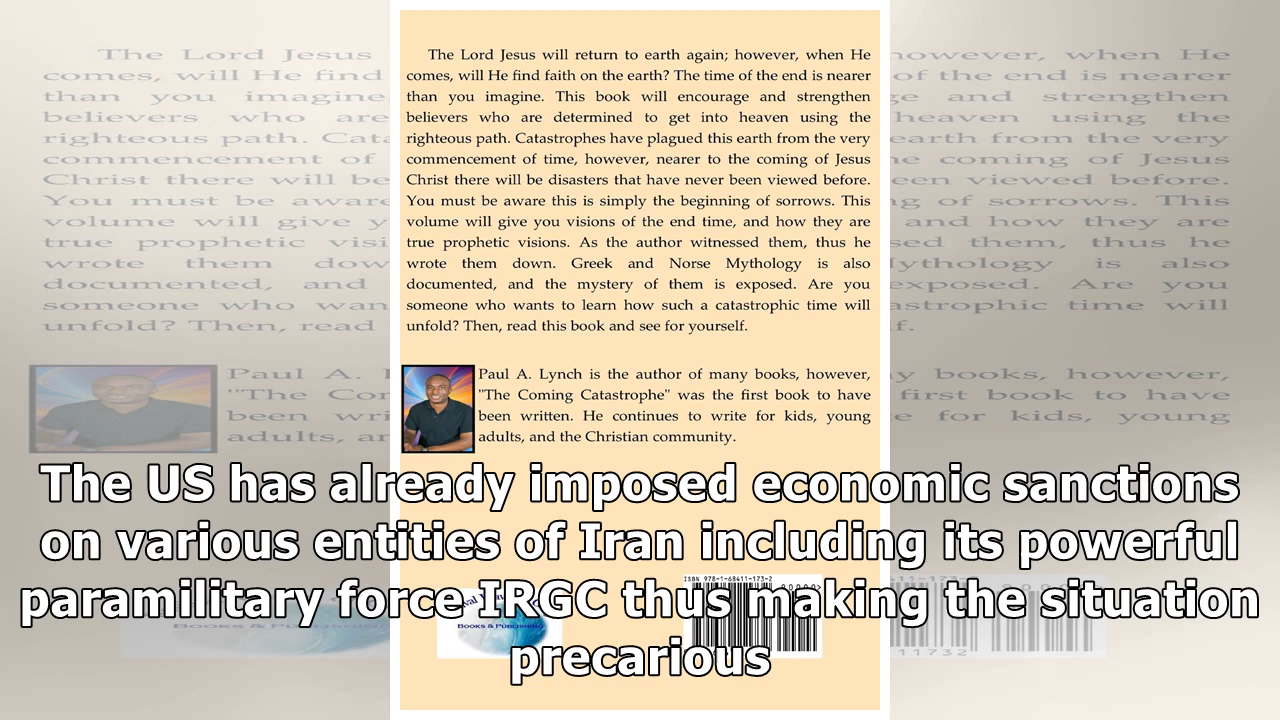 The Lord Jesus will return to earth again; however, when He
comes, will He find faith on the earth? The time of the end is nearer
than you imagine. This book will encourage and strengthen
believers who are determined to get into heaven using the
righteous path. Catastrophes have plagued this earth from the very
commencement of time, however, nearer to the coming of Jesus
Christ there will be disasters that have never been viewed before.
You must be aware this is simply the beginning of sorrows. This
volume will give you visions of the end time, and how they are
true prophetic visions. As the author witnessed them, thus he
wrote them down. Greek and Norse Mythology is also
documented, and the mystery of them is exposed. Are you
someone who wants to learn how such a catastrophic time will
unfold? Then, read this book and see for yourself.
Paul A. Lynch is the author of many books, however,
"The Coming Catastrophe" was the first book to have
been written. He continues to write for kids, young
adults, and the Christian community.
The US has already imposed economic sanctions
on various entities of Iran including its powerful
paramilitary force IRGC thus making the situation
precarious
ISBN 978-1-68411-173-2
Books & Publishing